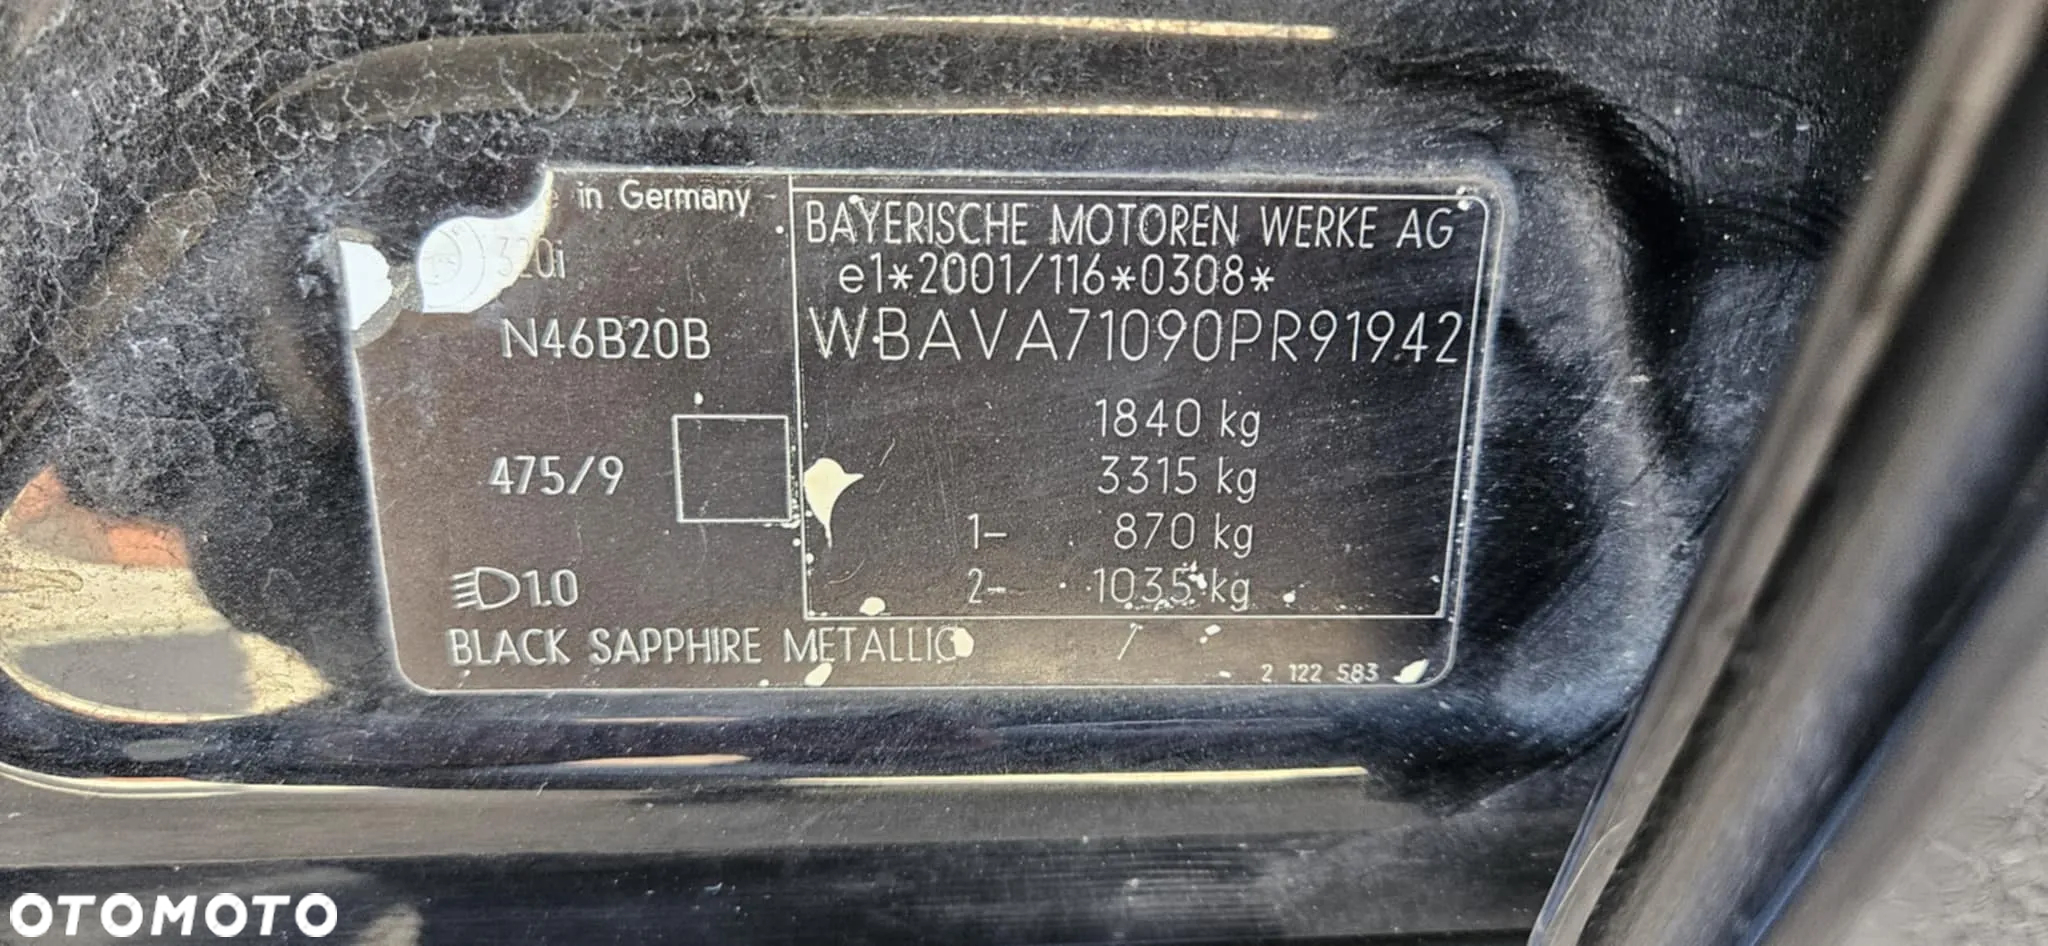 in Germany
320i
N46B20B
475/9
1.0
BLACK SAPPHIRE METALLIC
BAYERISCHE MOTOREN WERKE AG
e1*2001/116*0308*
WBAVA71090PR91942
1840 kg
3315 kg
1- 870 kg
2- 1035 kg
2 122 583
OTOMOTO